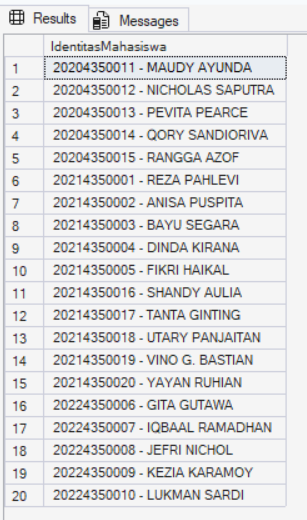 Results Messages
IdentitasMahasiswa
1 20204350011 - MAUDY AYUNDA
2 20204350012 - NICHOLAS SAPUTRA
3 20204350013 - PEVITA PEARCE
4 20204350014 - QORY SANDIORIVA
5 20204350015 - RANGGA AZOF
6 20214350001 - REZA PAHLEVI
7 20214350002 - ANISA PUSPITA
8 20214350003 - BAYU SEGARA
9 20214350004 - DINDA KIRANA
10 20214350005 - FIKRI HAIKAL
11 20214350016 - SHANDY AULIA
12 20214350017 - TANTA GINTING
13 20214350018 - UTARY PANJAITAN
14 20214350019 - VINO G. BASTIAN
15 20214350020 - YAYAN RUHIAN
16 20224350006 - GITA GUTAWA
17 20224350007 - IQBAAL RAMADHAN
18 20224350008 - JEFRI NICHOL
19 20224350009 - KEZIA KARAMOY
20 20224350010 - LUKMAN SARDI